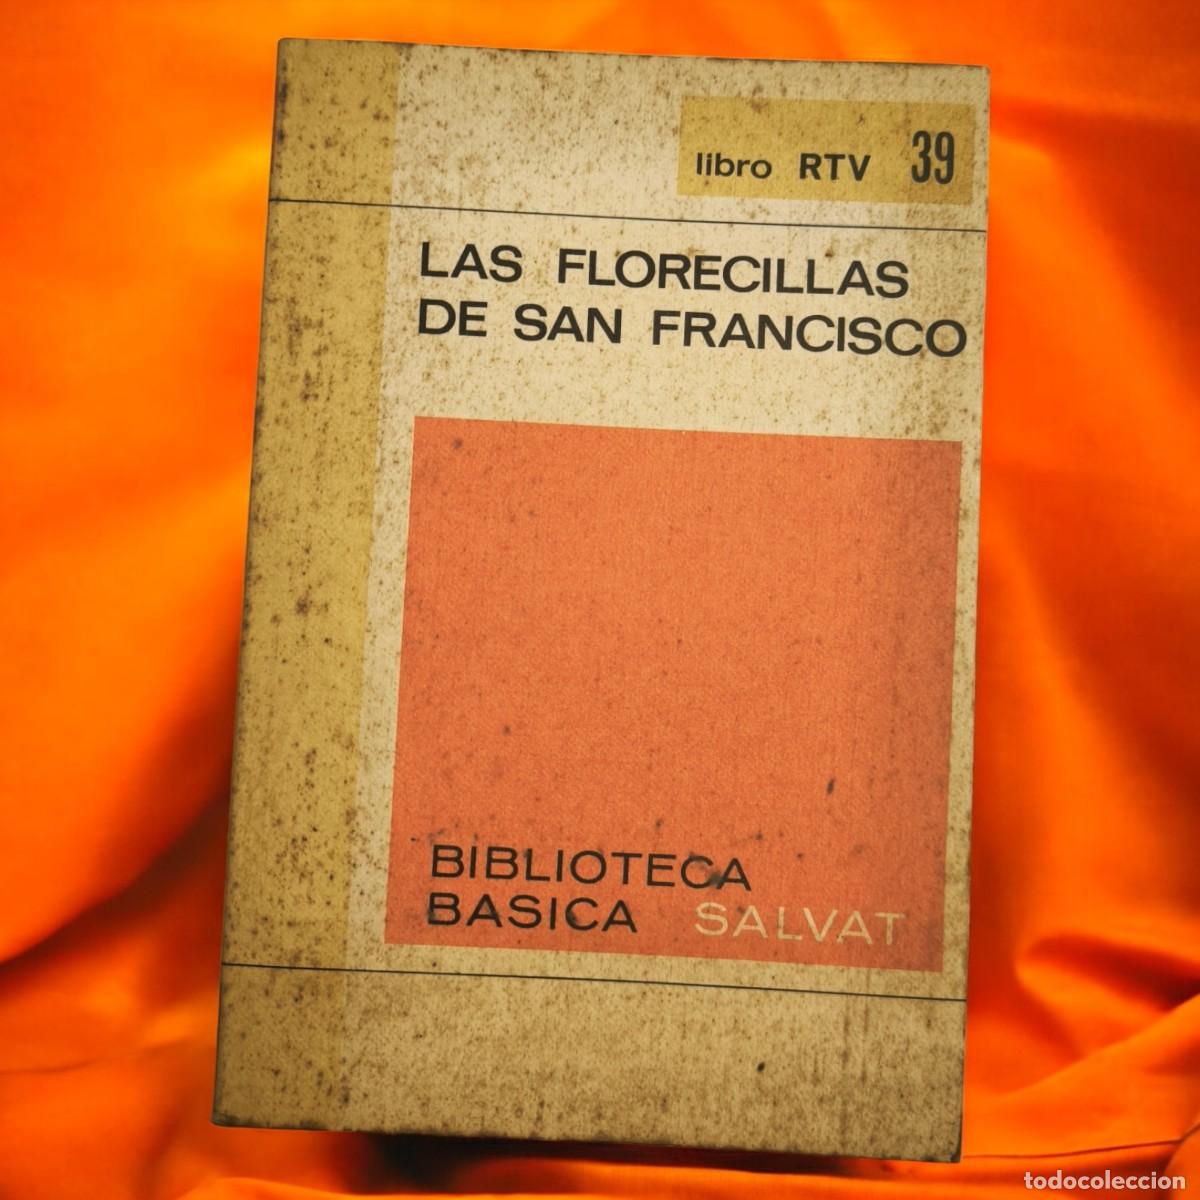 libro RTV 39
LAS FLORECILLAS
DE SAN FRANCISCO
BIBLIOTECA
BASICA SALVAT
todocoleccion